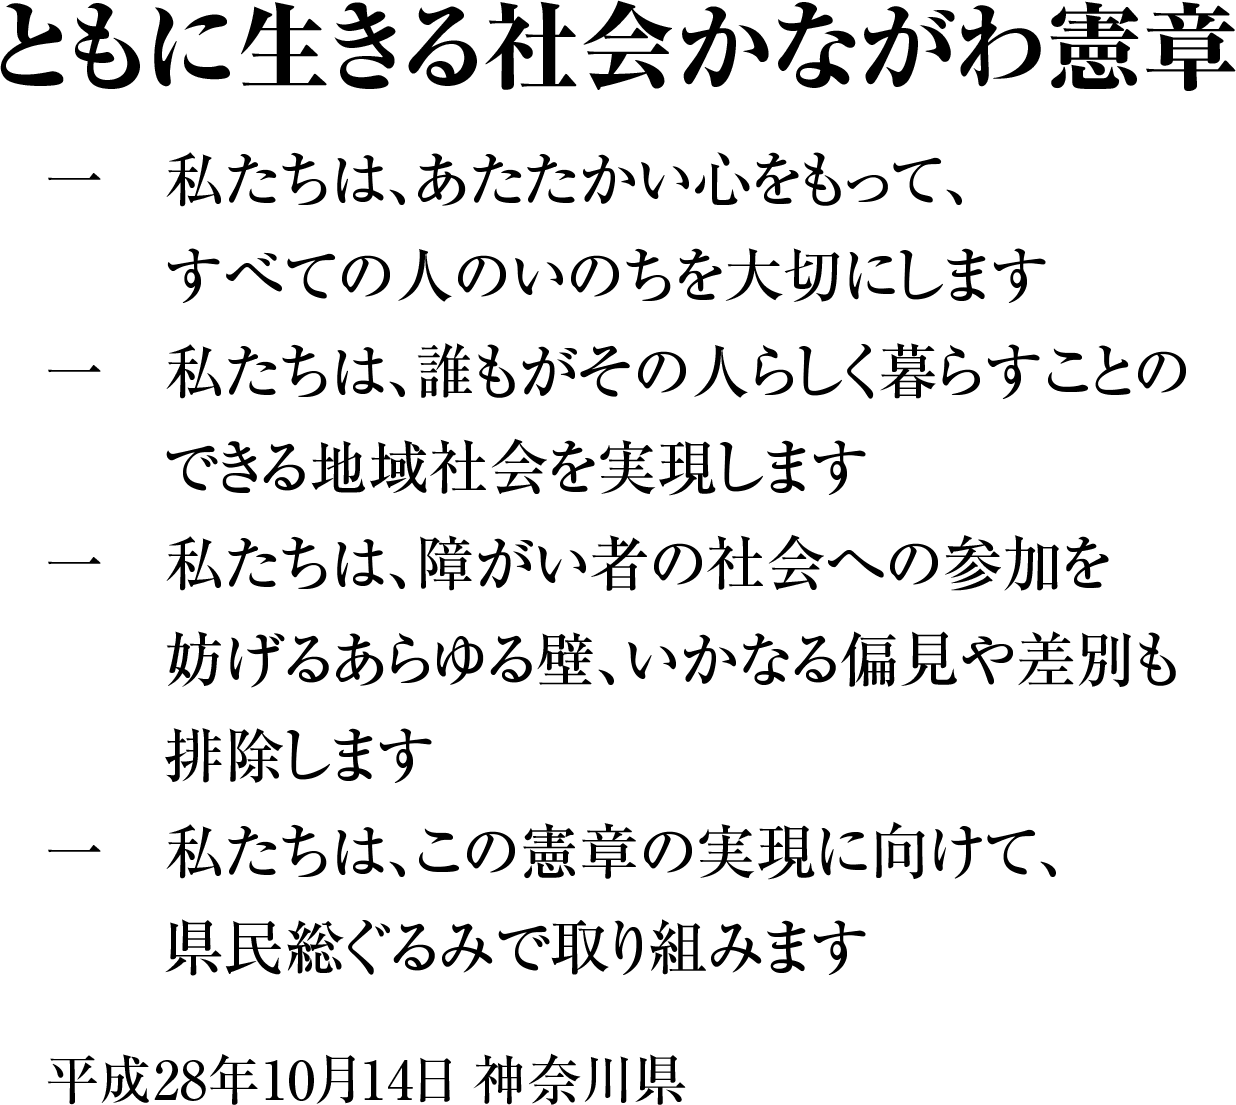 ともに生きる社会かながわ憲章
一 私たちは、あたたかい心をもって、
すべての人のいのちを大切にします
一 私たちは、誰もがその人らしく暮らすことの
できる地域社会を実現します
一 私たちは、障がい者の社会への参加を
妨げるあらゆる壁、いかなる偏見や差別も
排除します
一 私たちは、この憲章の実現に向けて、
県民総ぐるみで取り組みます
平成28年10月14日 神奈川県